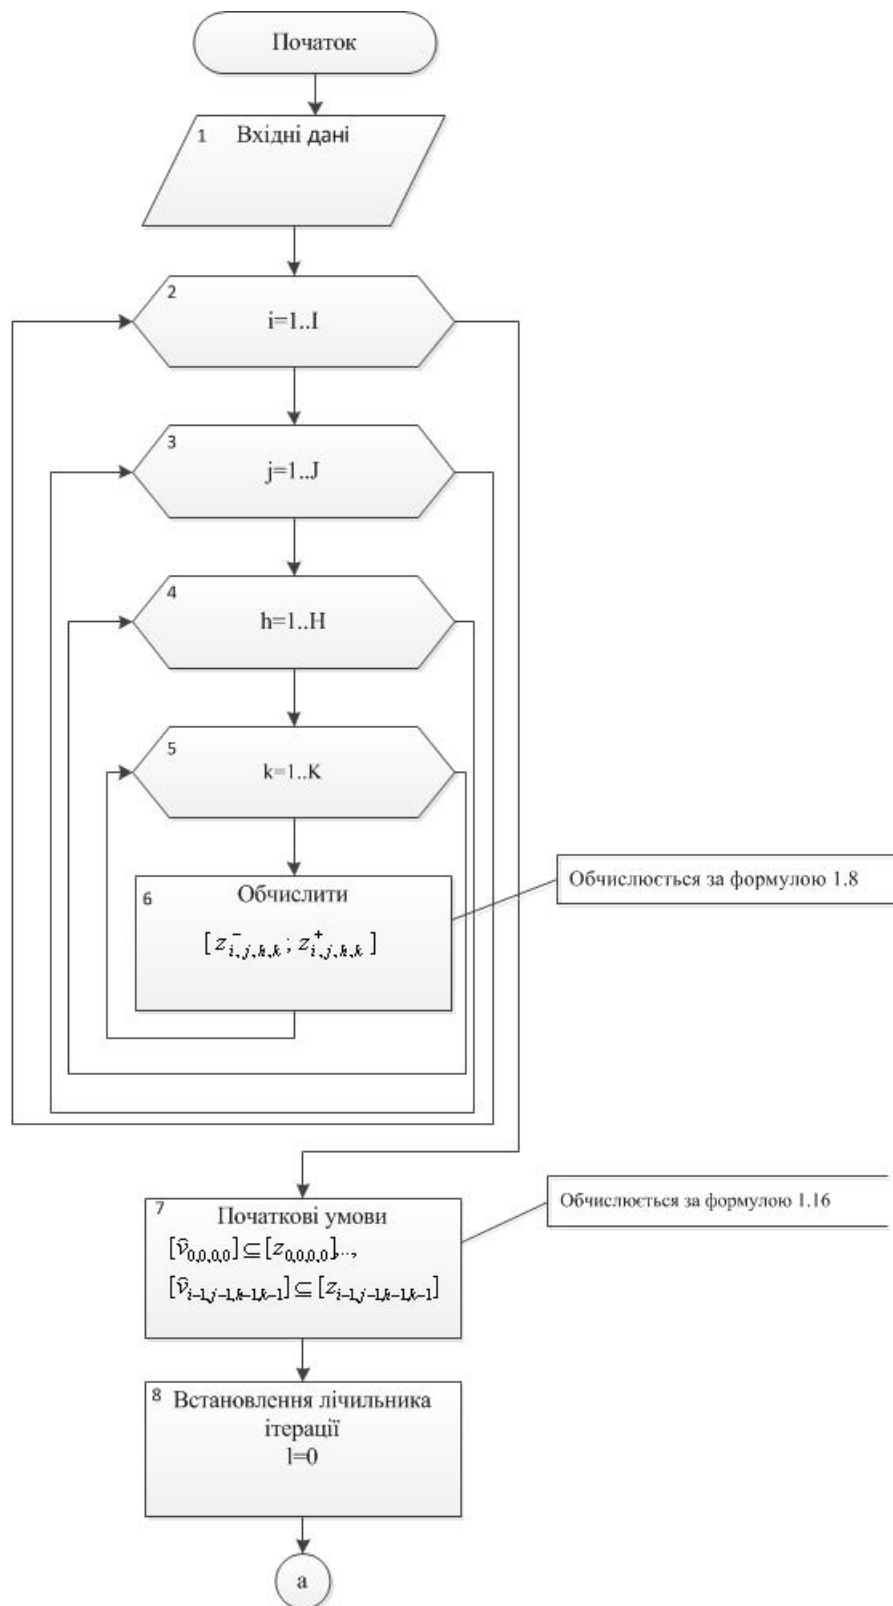 Початок
1 Вхідні дані
2
i=1..I
3
j=1..J
4
h=1..H
5
k=1..K
6 Обчислити
[z⁻i,j,h,k ; z⁺i,j,h,k]
Обчислюється за формулою 1.8
7
Початкові умови
[v̂0,0,0,0]⊆[z0,0,0,0],..,
[v̂i−1,j−1,h−1,k−1]⊆[zi−1,j−1,h−1,k−1]
Обчислюється за формулою 1.16
8 Встановлення лічильника
ітерації
l=0
а